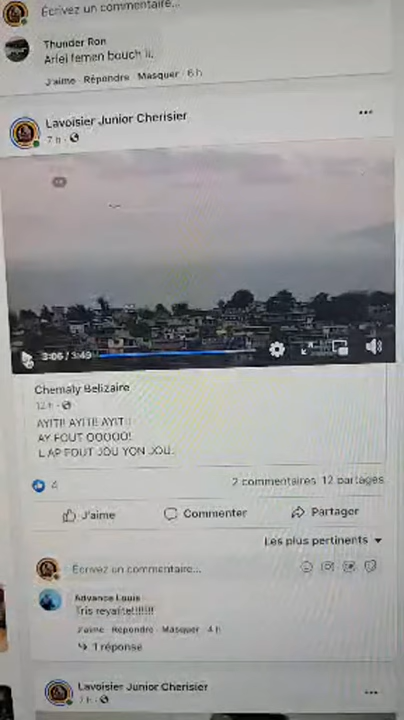 Écrivez un commentaire...
Thunder Ron
Ariel femen bouch li.
J'aime · Répondre · Masquer · 6 h
Lavoisier Junior Cherisier
7 h ·
3:06 / 3:49
Chemaly Belizaire
12 h ·
AYITI! AYITI! AYITI!
AY FOUT OOOOO!
L AP FOUT JOU YON JOU.
4
2 commentaires 12 partages
J'aime
Commenter
Partager
Les plus pertinents
Écrivez un commentaire...
Advance Louis
Tris reyalite!!!!!!!
J'aime · Répondre · Masquer · 4 h
1 réponse
Lavoisier Junior Cherisier
7 h ·